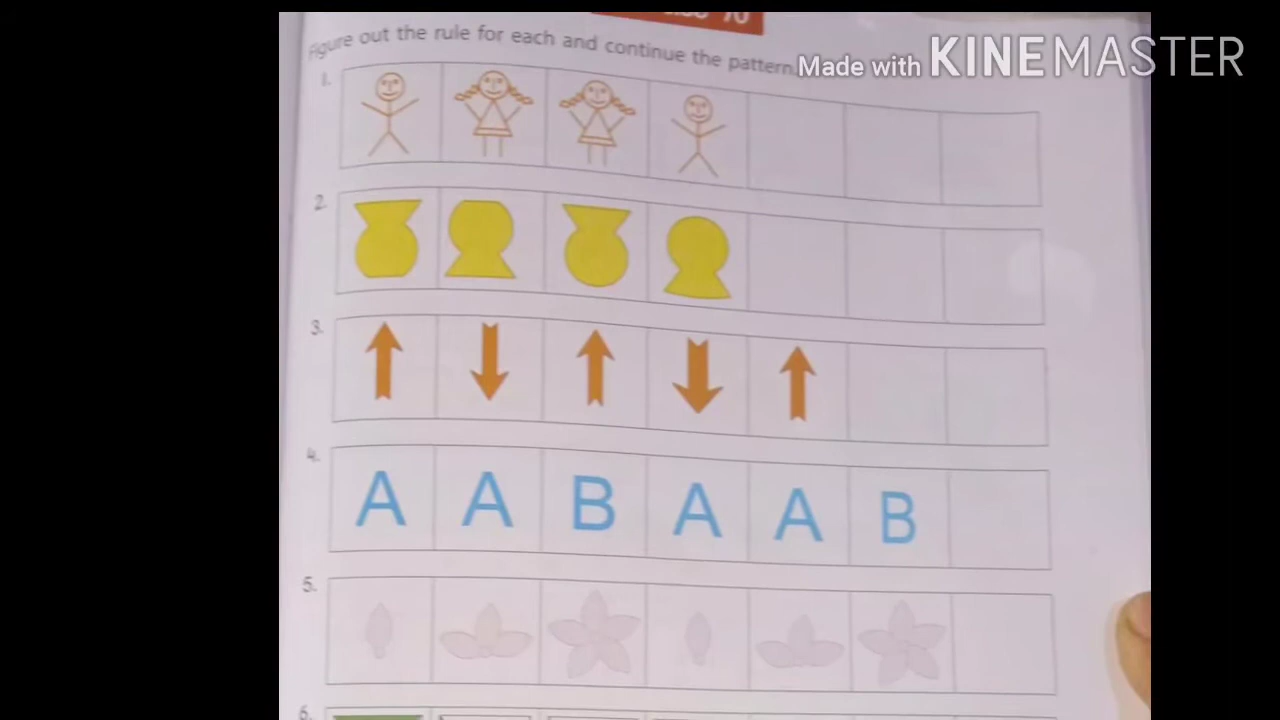 70
Figure out the rule for each and continue the pattern.
Made with KINEMASTER
1.
2.
3.
4.
A A B A A B
5.
6.